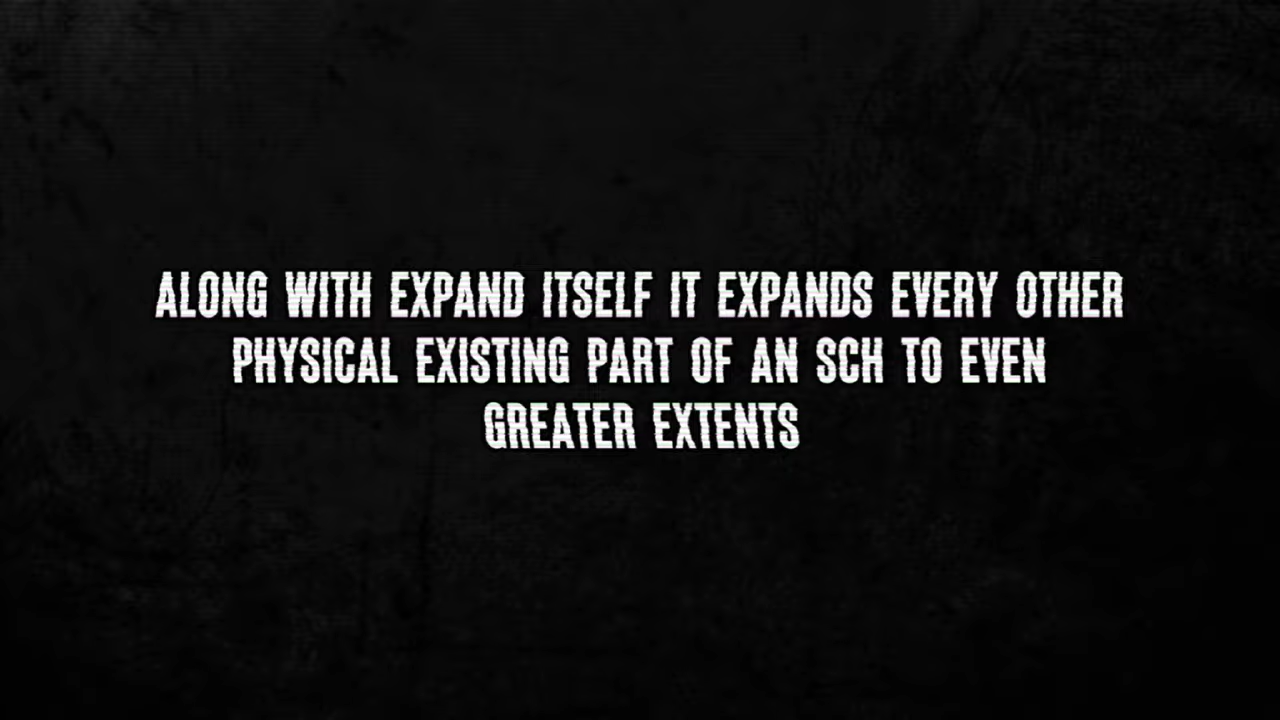 ALONG WITH EXPAND ITSELF IT EXPANDS EVERY OTHER
PHYSICAL EXISTING PART OF AN SCH TO EVEN
GREATER EXTENTS